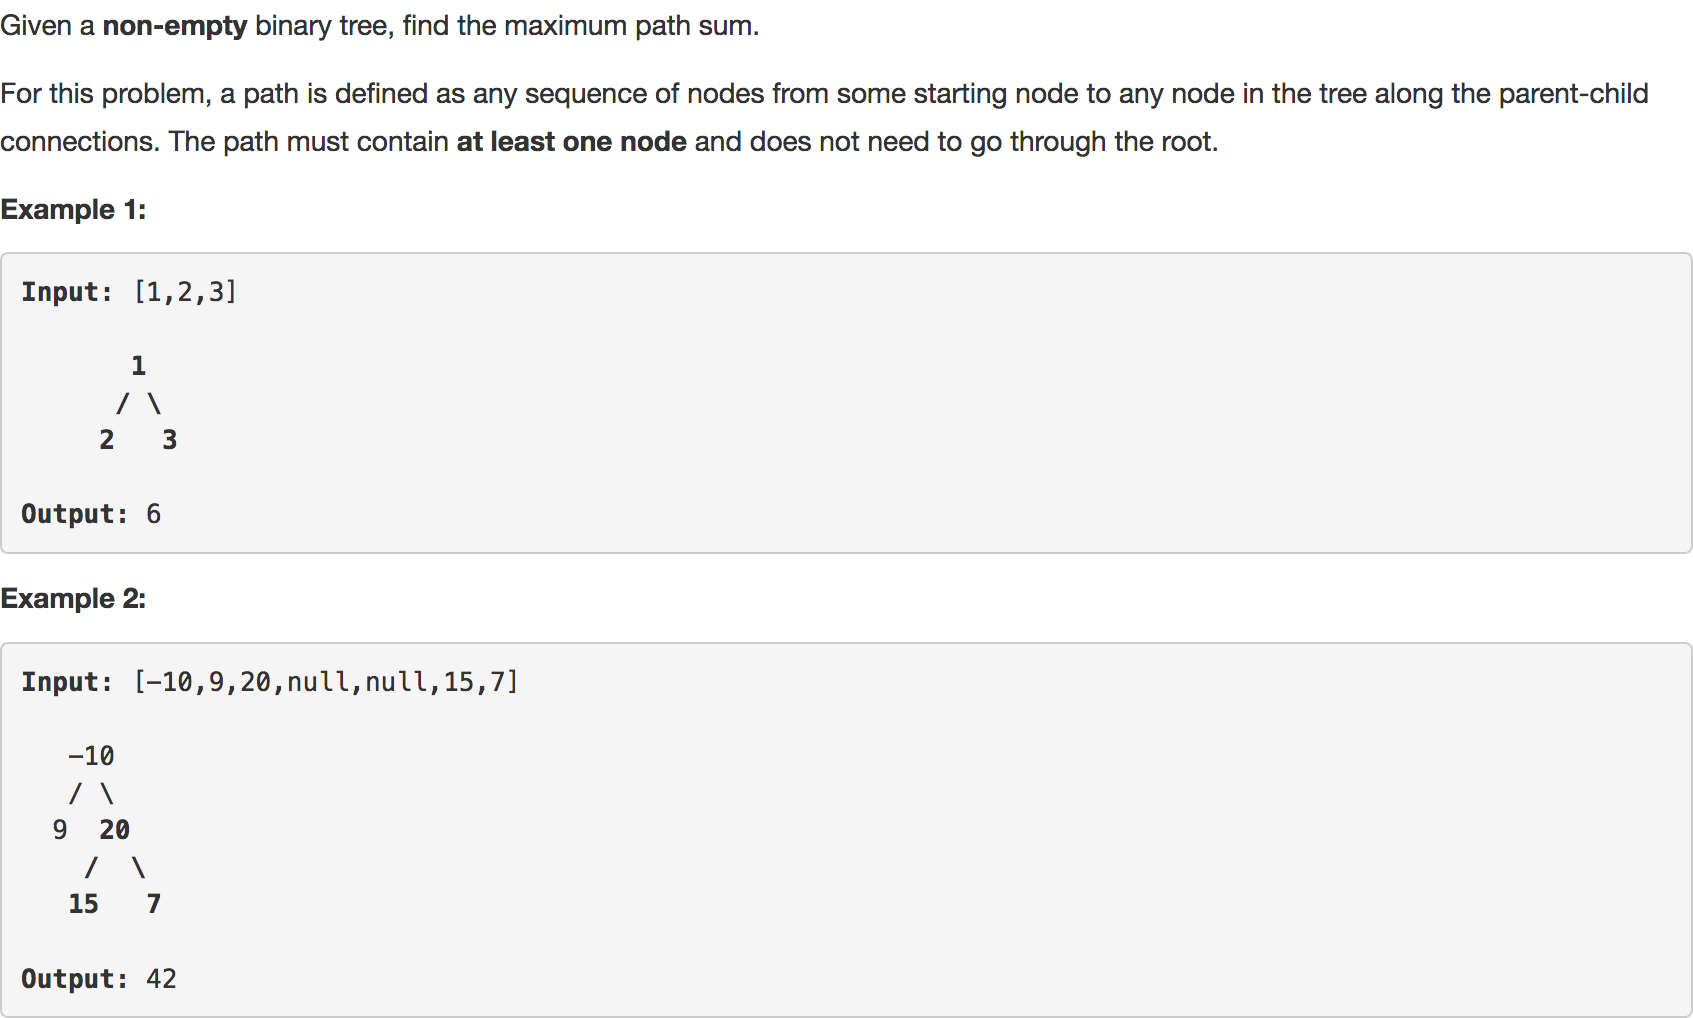 Given a non-empty binary tree, find the maximum path sum.
For this problem, a path is defined as any sequence of nodes from some starting node to any node in the tree along the parent-child
connections. The path must contain at least one node and does not need to go through the root.
Example 1:
Input: [1,2,3]
1
/ \
2 3
Output: 6
Example 2:
Input: [−10,9,20,null,null,15,7]
−10
/ \
9 20
/ \
15 7
Output: 42